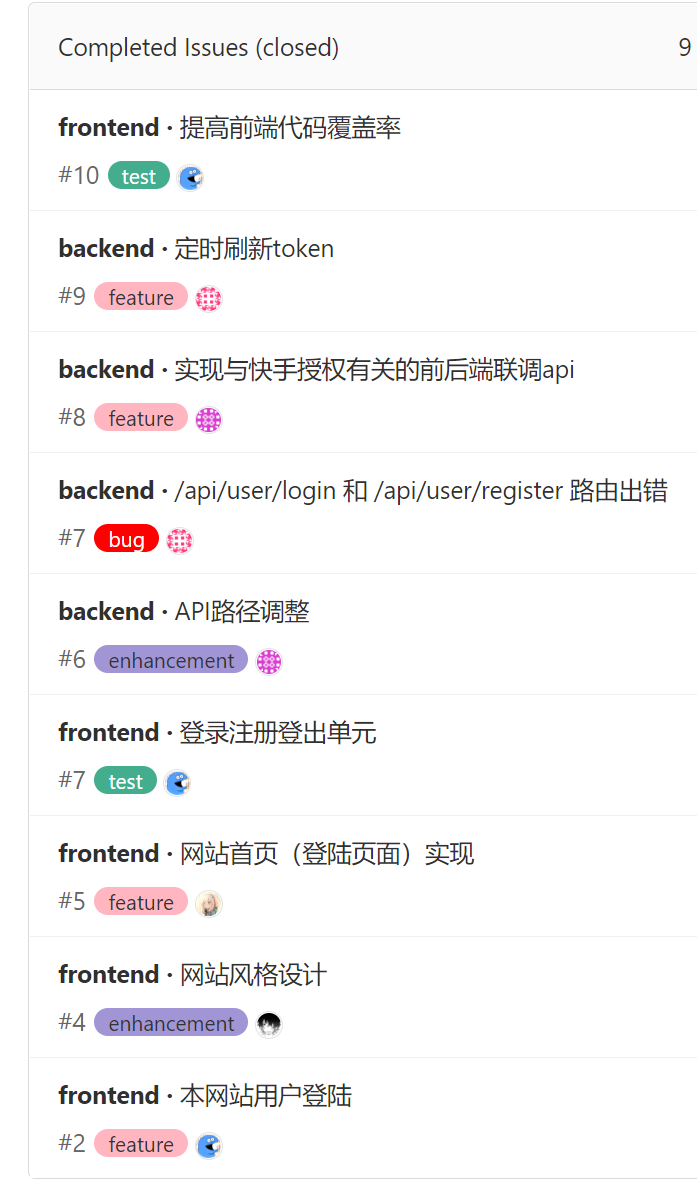 Completed Issues (closed) 9
frontend · 提高前端代码覆盖率
#10 test
backend · 定时刷新token
#9 feature
backend · 实现与快手授权有关的前后端联调api
#8 feature
backend · /api/user/login 和 /api/user/register 路由出错
#7 bug
backend · API路径调整
#6 enhancement
frontend · 登录注册登出单元
#7 test
frontend · 网站首页（登陆页面）实现
#5 feature
frontend · 网站风格设计
#4 enhancement
frontend · 本网站用户登陆
#2 feature